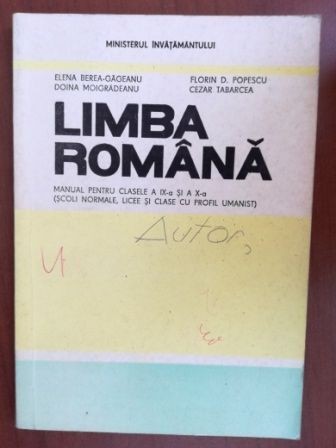 MINISTERUL ÎNVĂȚĂMÂNTULUI
ELENA BEREA-GĂGEANU FLORIN D. POPESCU
DOINA MOIGRĂDEANU CEZAR TABARCEA
LIMBA
ROMÂNĂ
MANUAL PENTRU CLASELE A IX-a ȘI A X-a
(ȘCOLI NORMALE, LICEE ȘI CLASE CU PROFIL UMANIST)
Autor,